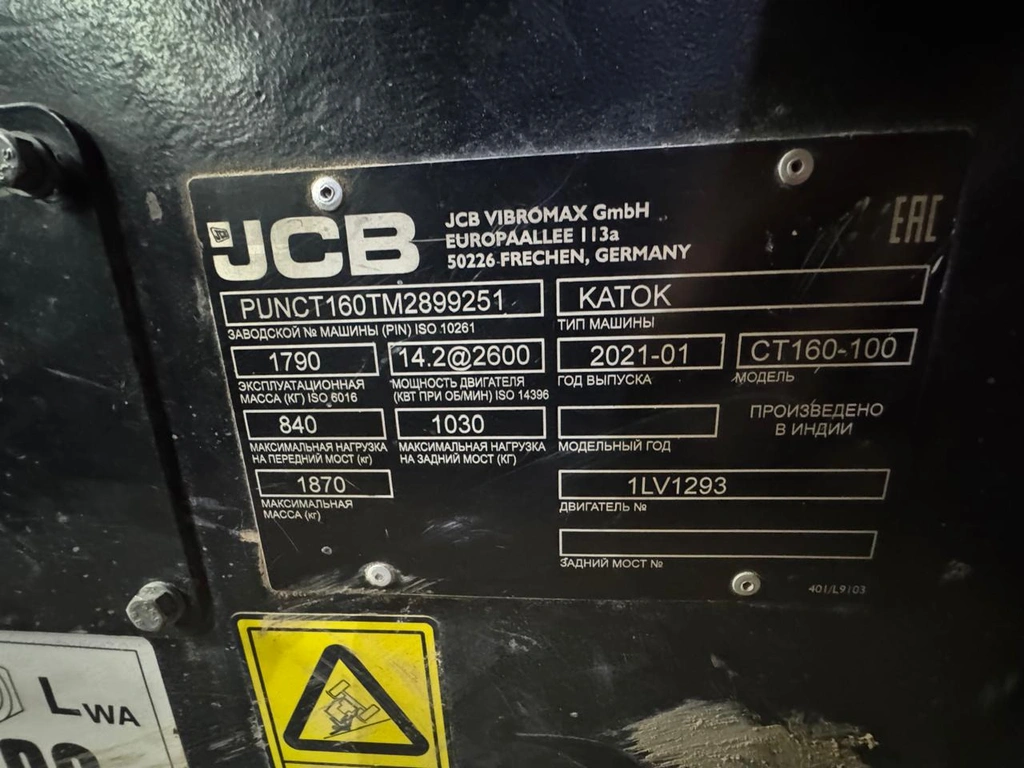 JCB
JCB VIBROMAX GmbH
EUROPAALLEE 113a
50226 FRECHEN, GERMANY
EAC
PUNCT160TM2899251
ЗАВОДСКОЙ № МАШИНЫ (PIN) ISO 10261
КАТОК
ТИП МАШИНЫ
1790
ЭКСПЛУАТАЦИОННАЯ
МАССА (КГ) ISO 6016
14.2@2600
МОЩНОСТЬ ДВИГАТЕЛЯ
(КВТ ПРИ ОБ/МИН) ISO 14396
2021-01
ГОД ВЫПУСКА
CT160-100
МОДЕЛЬ
840
МАКСИМАЛЬНАЯ НАГРУЗКА
НА ПЕРЕДНИЙ МОСТ (кг)
1030
МАКСИМАЛЬНАЯ НАГРУЗКА
НА ЗАДНИЙ МОСТ (КГ)
МОДЕЛЬНЫЙ ГОД
ПРОИЗВЕДЕНО
В ИНДИИ
1870
МАКСИМАЛЬНАЯ
МАССА (кг)
1LV1293
ДВИГАТЕЛЬ №
ЗАДНИЙ МОСТ №
401/L9103
LWA